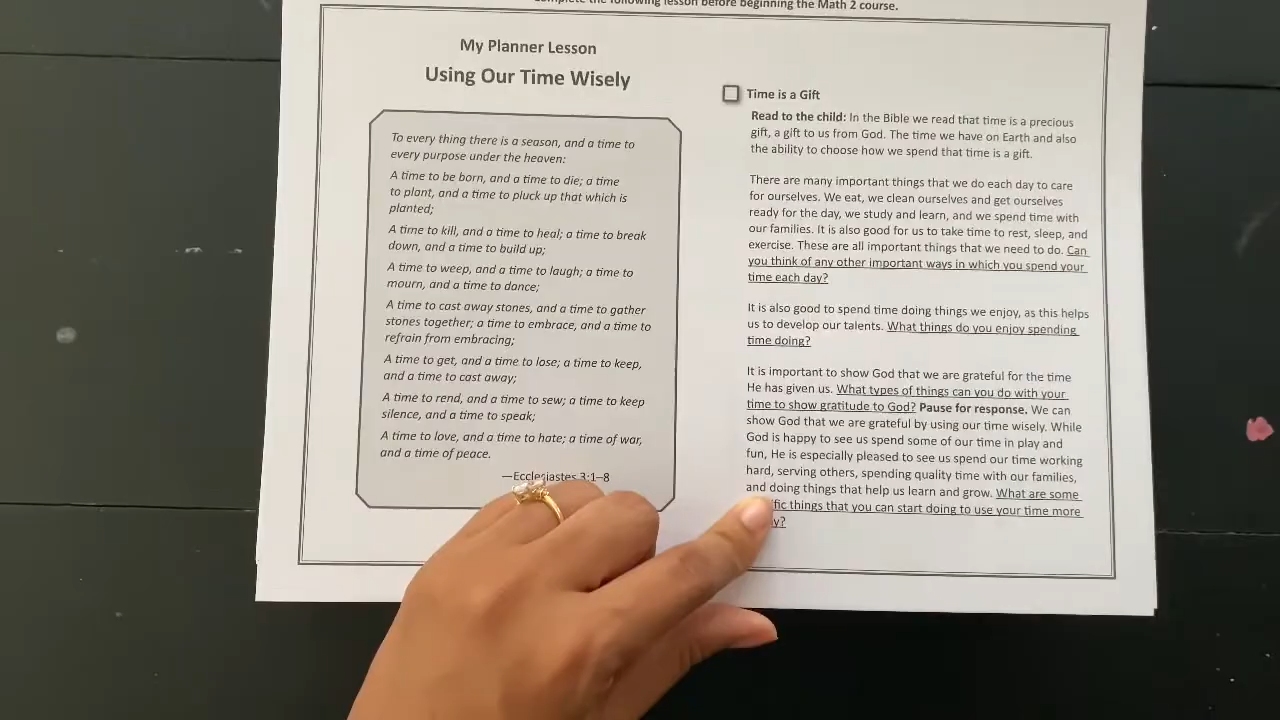 Complete the following lesson before beginning the Math 2 course.
My Planner Lesson
Using Our Time Wisely
To every thing there is a season, and a time to
every purpose under the heaven:
A time to be born, and a time to die; a time
to plant, and a time to pluck up that which is
planted;
A time to kill, and a time to heal; a time to break
down, and a time to build up;
A time to weep, and a time to laugh; a time to
mourn, and a time to dance;
A time to cast away stones, and a time to gather
stones together; a time to embrace, and a time to
refrain from embracing;
A time to get, and a time to lose; a time to keep,
and a time to cast away;
A time to rend, and a time to sew; a time to keep
silence, and a time to speak;
A time to love, and a time to hate; a time of war,
and a time of peace.
—Ecclesiastes 3:1–8
Time is a Gift
Read to the child: In the Bible we read that time is a precious
gift, a gift to us from God. The time we have on Earth and also
the ability to choose how we spend that time is a gift.
There are many important things that we do each day to care
for ourselves. We eat, we clean ourselves and get ourselves
ready for the day, we study and learn, and we spend time with
our families. It is also good for us to take time to rest, sleep, and
exercise. These are all important things that we need to do. Can
you think of any other important ways in which you spend your
time each day?
It is also good to spend time doing things we enjoy, as this helps
us to develop our talents. What things do you enjoy spending
time doing?
It is important to show God that we are grateful for the time
He has given us. What types of things can you do with your
time to show gratitude to God? Pause for response. We can
show God that we are grateful by using our time wisely. While
God is happy to see us spend some of our time in play and
fun, He is especially pleased to see us spend our time working
hard, serving others, spending quality time with our families,
and doing things that help us learn and grow. What are some
things that you can start doing to use your time more